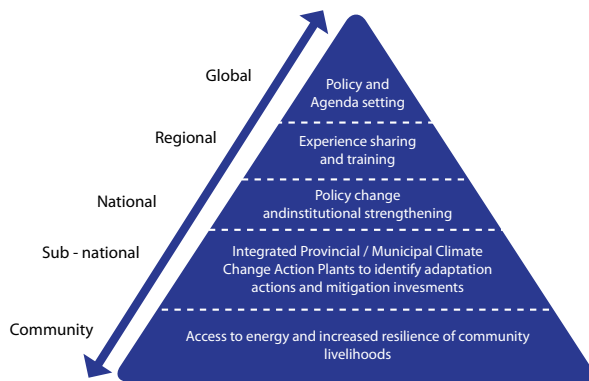 Global
Policy and
Agenda setting
Regional
Experience sharing
and training
National
Policy change
andinstitutional strengthening
Sub - national
Integrated Provincial / Municipal Climate
Change Action Plants to identify adaptation
actions and mitigation invesments
Community
Access to energy and increased resilience of community
livelihoods